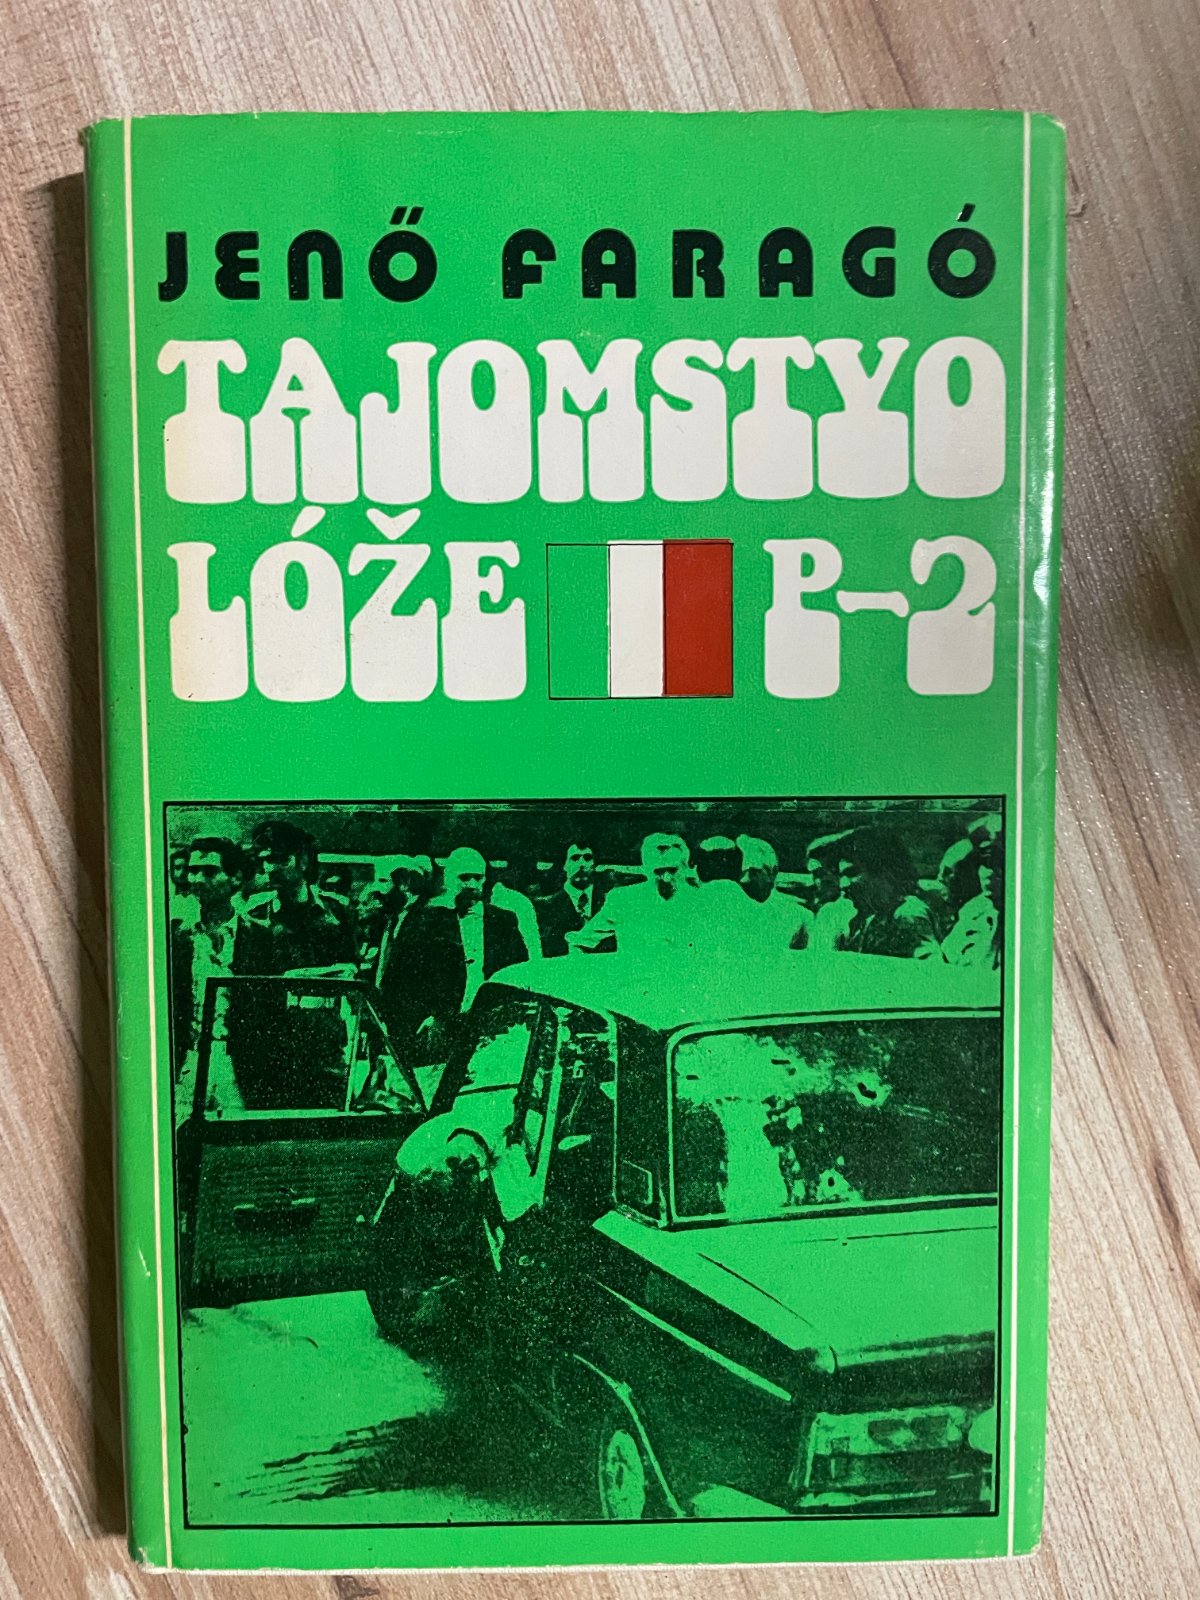 JENŐ FARAGÓ
TAJOMSTVO
LÓŽE P-2